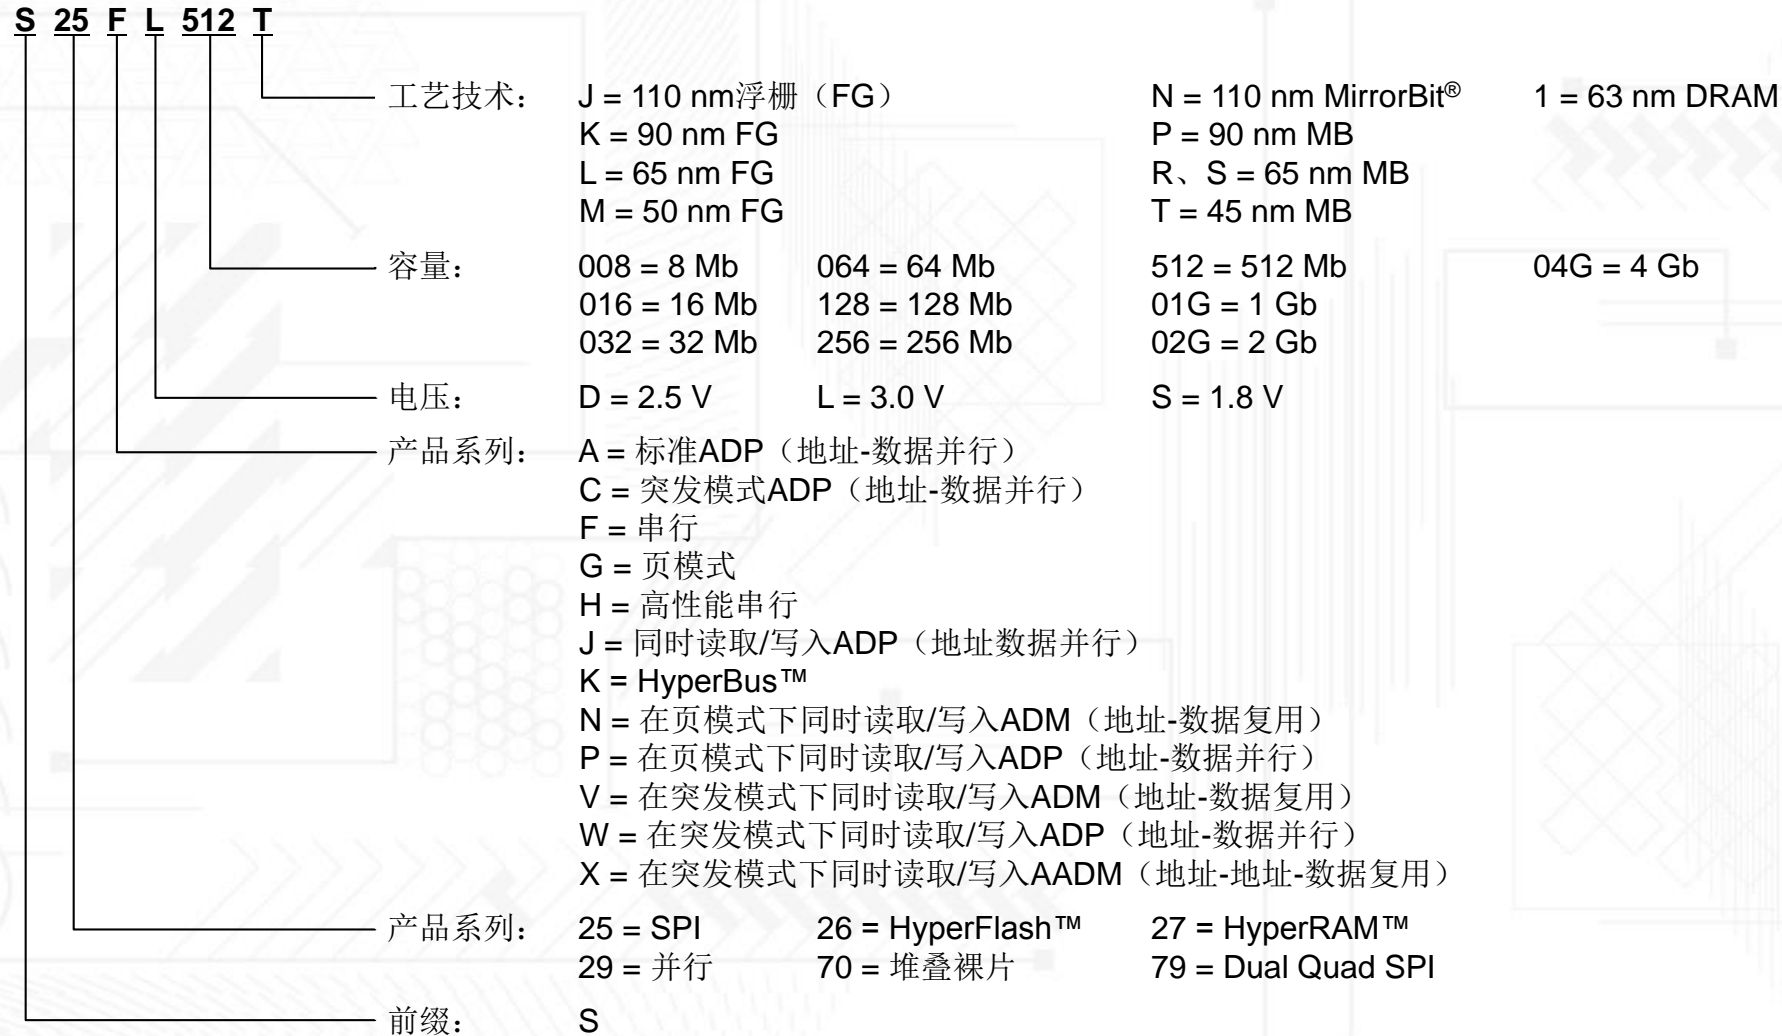 S 25 F L 512 T
工艺技术： J = 110 nm浮栅（FG） N = 110 nm MirrorBit® 1 = 63 nm DRAM
K = 90 nm FG P = 90 nm MB
L = 65 nm FG R、S = 65 nm MB
M = 50 nm FG T = 45 nm MB
容量： 008 = 8 Mb 064 = 64 Mb 512 = 512 Mb 04G = 4 Gb
016 = 16 Mb 128 = 128 Mb 01G = 1 Gb
032 = 32 Mb 256 = 256 Mb 02G = 2 Gb
电压： D = 2.5 V L = 3.0 V S = 1.8 V
产品系列： A = 标准ADP（地址-数据并行）
C = 突发模式ADP（地址-数据并行）
F = 串行
G = 页模式
H = 高性能串行
J = 同时读取/写入ADP（地址数据并行）
K = HyperBus™
N = 在页模式下同时读取/写入ADM（地址-数据复用）
P = 在页模式下同时读取/写入ADP（地址-数据并行）
V = 在突发模式下同时读取/写入ADM（地址-数据复用）
W = 在突发模式下同时读取/写入ADP（地址-数据并行）
X = 在突发模式下同时读取/写入AADM（地址-地址-数据复用）
产品系列： 25 = SPI 26 = HyperFlash™ 27 = HyperRAM™
29 = 并行 70 = 堆叠裸片 79 = Dual Quad SPI
前缀： S